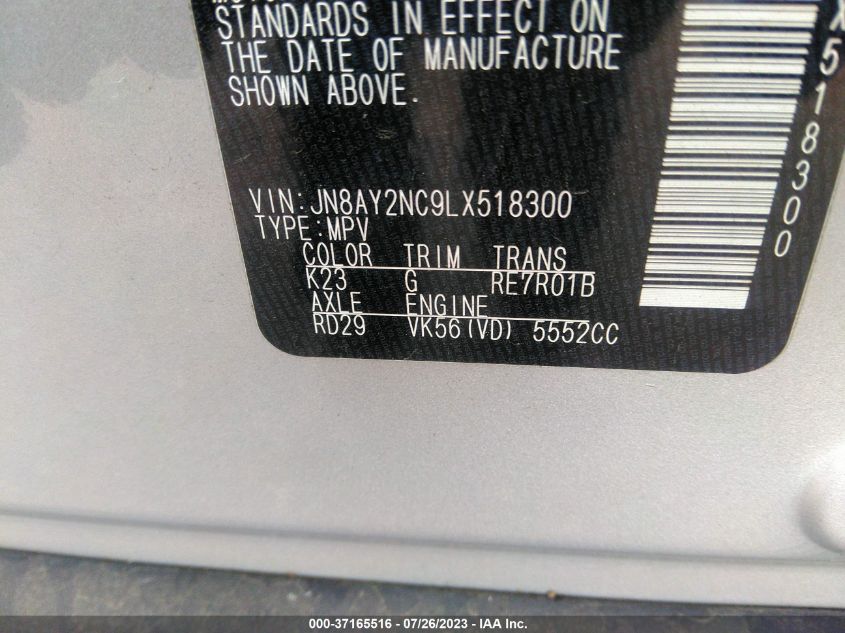 STANDARDS IN EFFECT ON
THE DATE OF MANUFACTURE
SHOWN ABOVE.
VIN:JN8AY2NC9LX518300
TYPE:MPV
COLOR TRIM TRANS
K23 G RE7R01B
AXLE ENGINE
RD29 VK56(VD) 5552CC
X518300
000-37165516 - 07/26/2023 - IAA Inc.